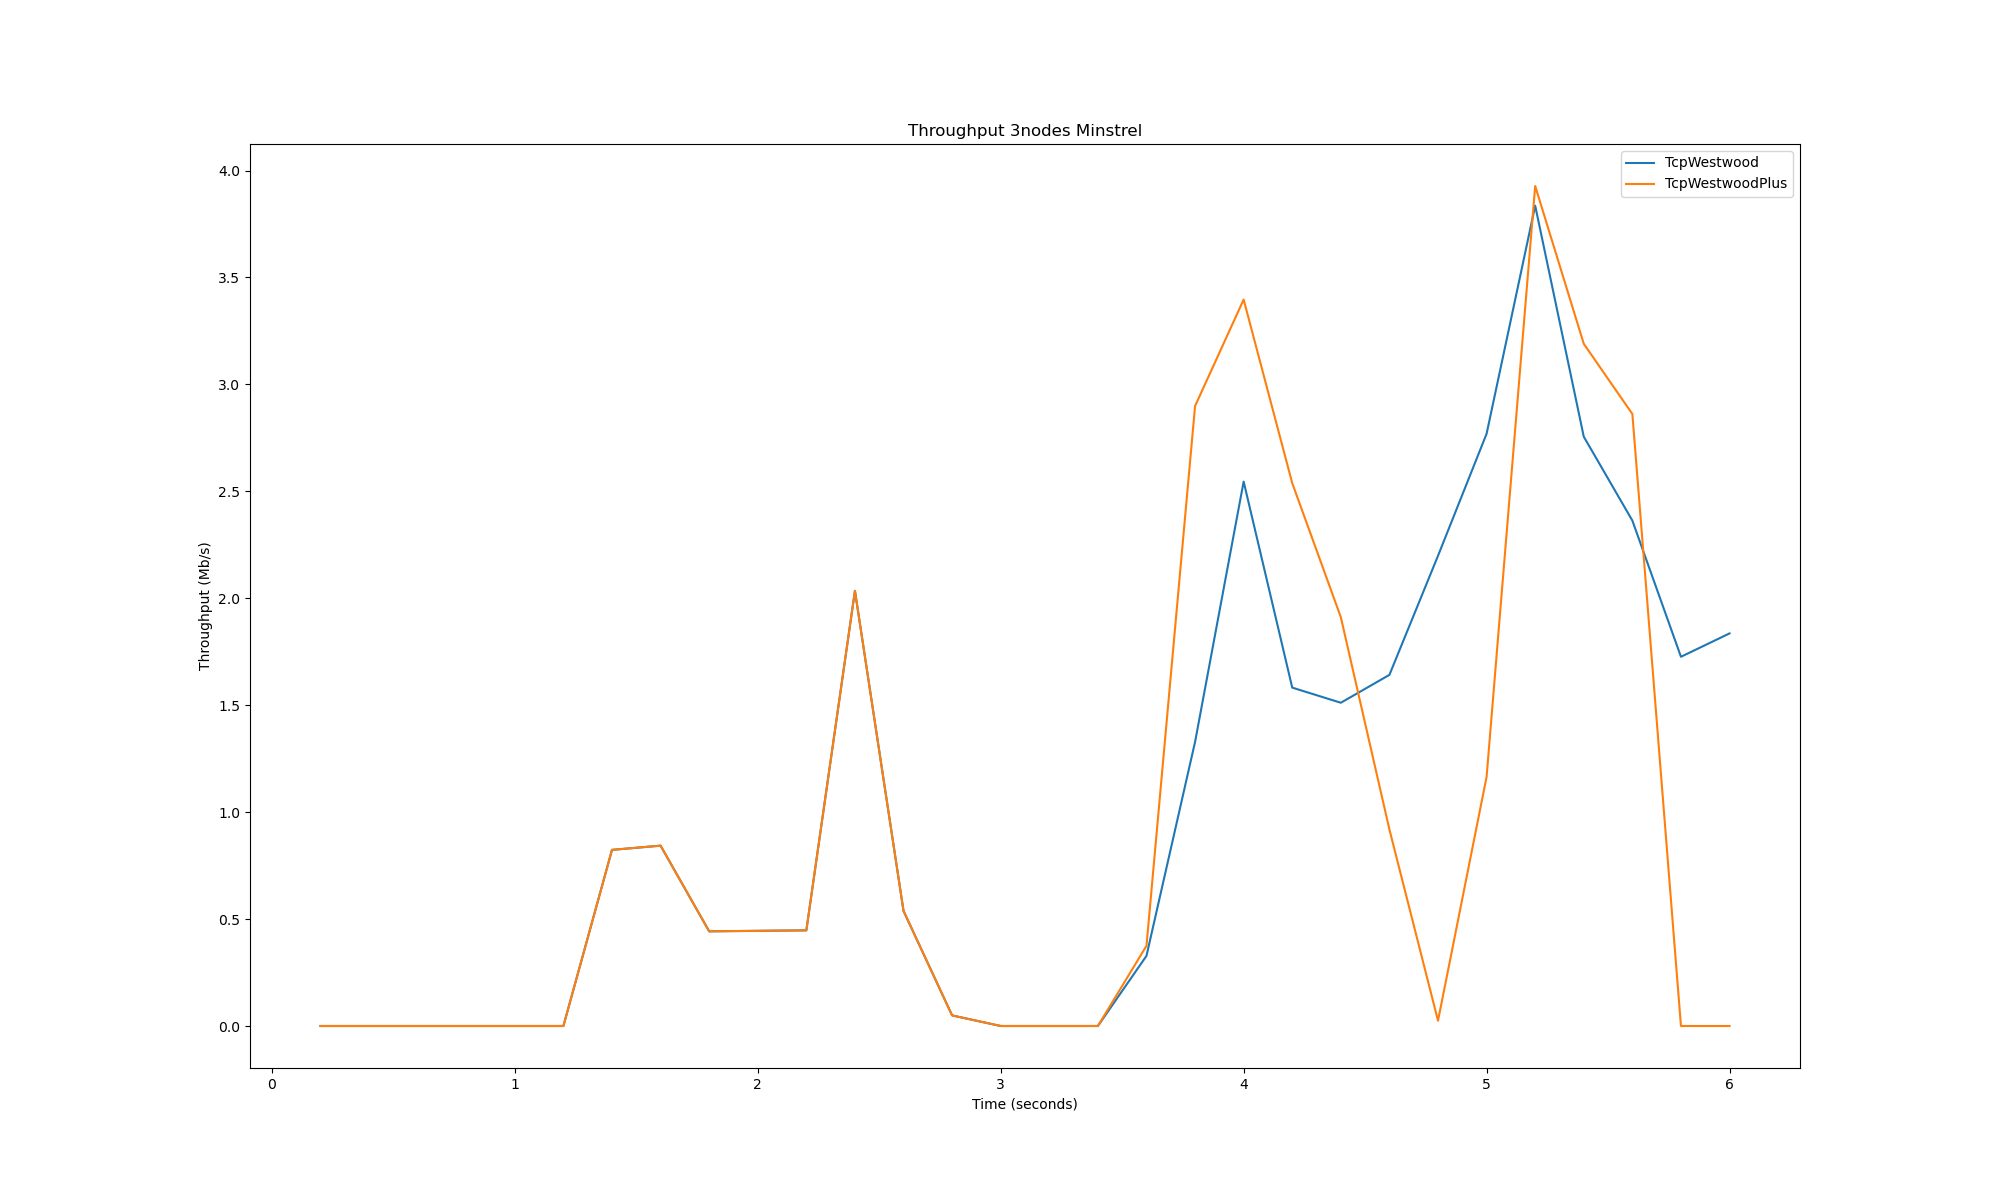 Throughput 3nodes Minstrel
TcpWestwood
TcpWestwoodPlus
4.0
3.5
3.0
2.5
2.0
1.5
1.0
0.5
0.0
Throughput (Mb/s)
0 1 2 3 4 5 6
Time (seconds)